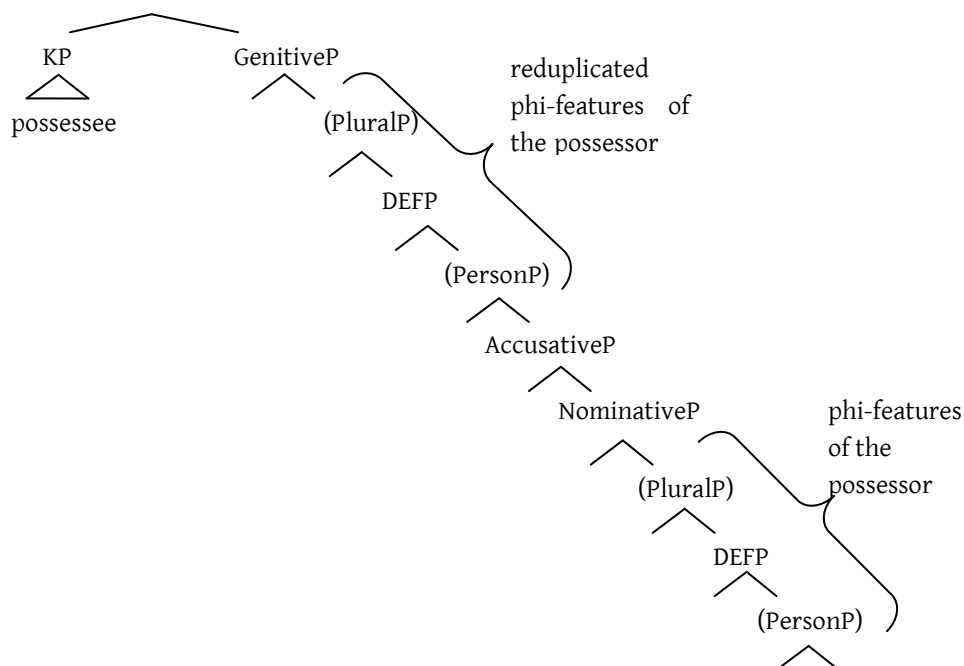 KP
GenitiveP
possessee
(PluralP)
reduplicated
phi-features of
the possessor
DEFP
(PersonP)
AccusativeP
NominativeP
phi-features
of the
possessor
(PluralP)
DEFP
(PersonP)